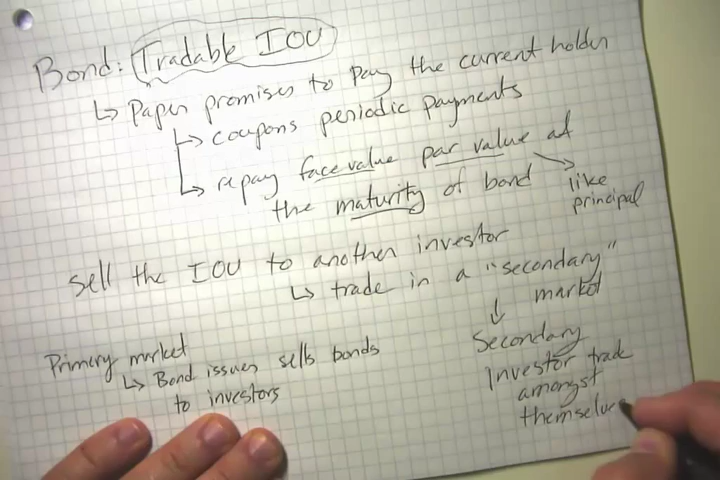 Bond: Tradable IOU
↳ Paper promises to pay the current holder
↳ coupons periodic payments
↳ repay face value par value at
the maturity of bond
like
principal
sell the IOU to another investor
↳ trade in a "secondary"
market
Primary market
↳ Bond issues sells bonds
to investors
Secondary
Investor trade
amongst
themselves